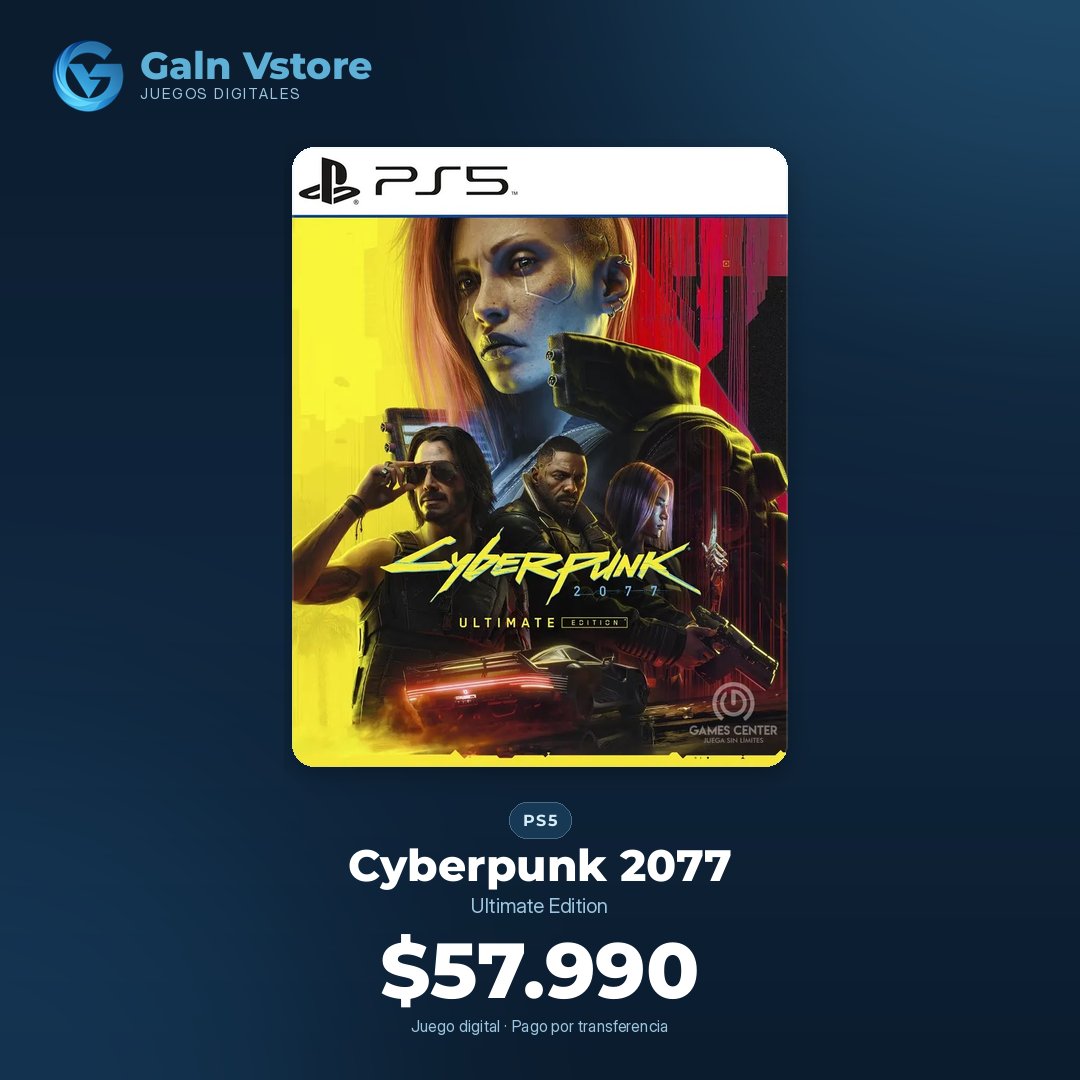 Galn Vstore
JUEGOS DIGITALES
PS5
CYBERPUNK
2077
ULTIMATE EDITION
GAMES CENTER
JUEGA SIN LÍMITES
PS5
Cyberpunk 2077
Ultimate Edition
$57.990
Juego digital · Pago por transferencia